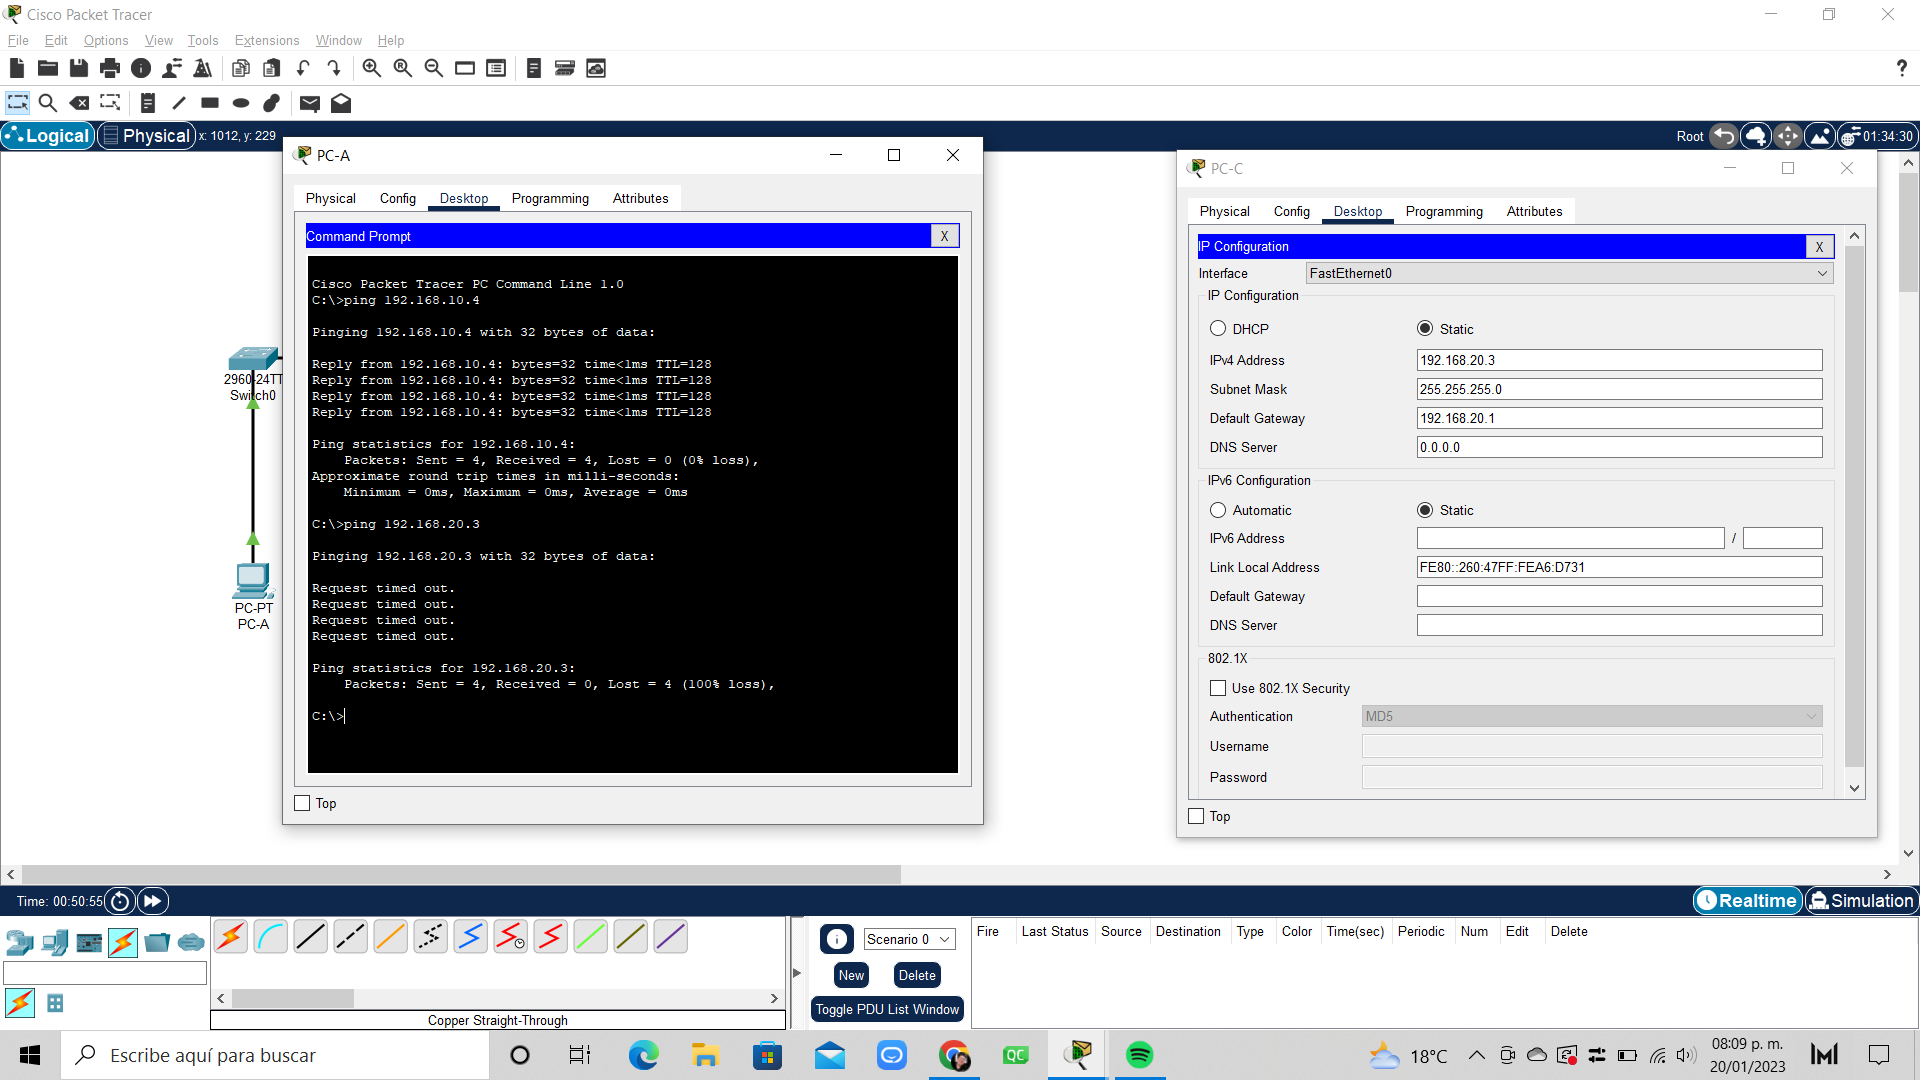 Cisco Packet Tracer
File Edit Options View Tools Extensions Window Help
?
Logical Physical x: 1012, y: 229 Root 01:34:30
2960-24TT
Switch0
PC-PT
PC-A
PC-A
Physical Config Desktop Programming Attributes
Command Prompt X
Cisco Packet Tracer PC Command Line 1.0
C:\>ping 192.168.10.4
Pinging 192.168.10.4 with 32 bytes of data:
Reply from 192.168.10.4: bytes=32 time<1ms TTL=128
Reply from 192.168.10.4: bytes=32 time<1ms TTL=128
Reply from 192.168.10.4: bytes=32 time<1ms TTL=128
Reply from 192.168.10.4: bytes=32 time<1ms TTL=128
Ping statistics for 192.168.10.4:
Packets: Sent = 4, Received = 4, Lost = 0 (0% loss),
Approximate round trip times in milli-seconds:
Minimum = 0ms, Maximum = 0ms, Average = 0ms
C:\>ping 192.168.20.3
Pinging 192.168.20.3 with 32 bytes of data:
Request timed out.
Request timed out.
Request timed out.
Request timed out.
Ping statistics for 192.168.20.3:
Packets: Sent = 4, Received = 0, Lost = 4 (100% loss),
C:\>
Top
PC-C
Physical Config Desktop Programming Attributes
IP Configuration X
Interface FastEthernet0
IP Configuration
DHCP Static
IPv4 Address 192.168.20.3
Subnet Mask 255.255.255.0
Default Gateway 192.168.20.1
DNS Server 0.0.0.0
IPv6 Configuration
Automatic Static
IPv6 Address /
Link Local Address FE80::260:47FF:FEA6:D731
Default Gateway
DNS Server
802.1X
Use 802.1X Security
Authentication MD5
Username
Password
Top
Time: 00:50:55 Realtime Simulation
Copper Straight-Through
Scenario 0
New Delete
Toggle PDU List Window
Fire Last Status Source Destination Type Color Time(sec) Periodic Num Edit Delete
Escribe aquí para buscar
QC
18°C
08:09 p. m.
20/01/2023